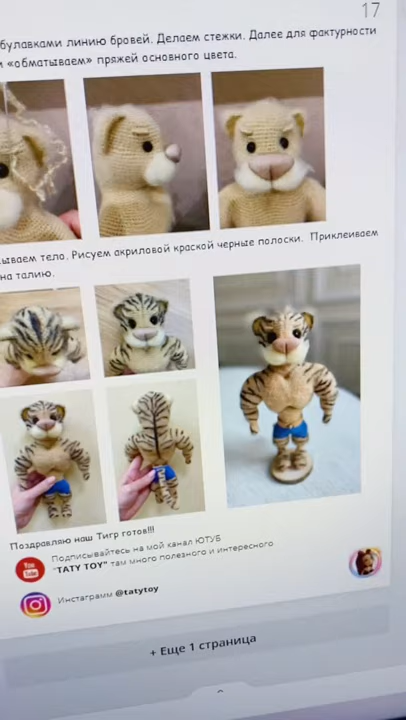 17
булавками линию бровей. Делаем стежки. Далее для фактурности
«обматываем» пряжей основного цвета.
тело. Рисуем акриловой краской черные полоски. Приклеиваем
на талию.
Поздравляю наш Тигр готов!!!
You Tube
Подписывайтесь на мой канал ЮТУБ
"TATY TOY" там много полезного и интересного
Инстаграмм @tatytoy
+ Еще 1 страница